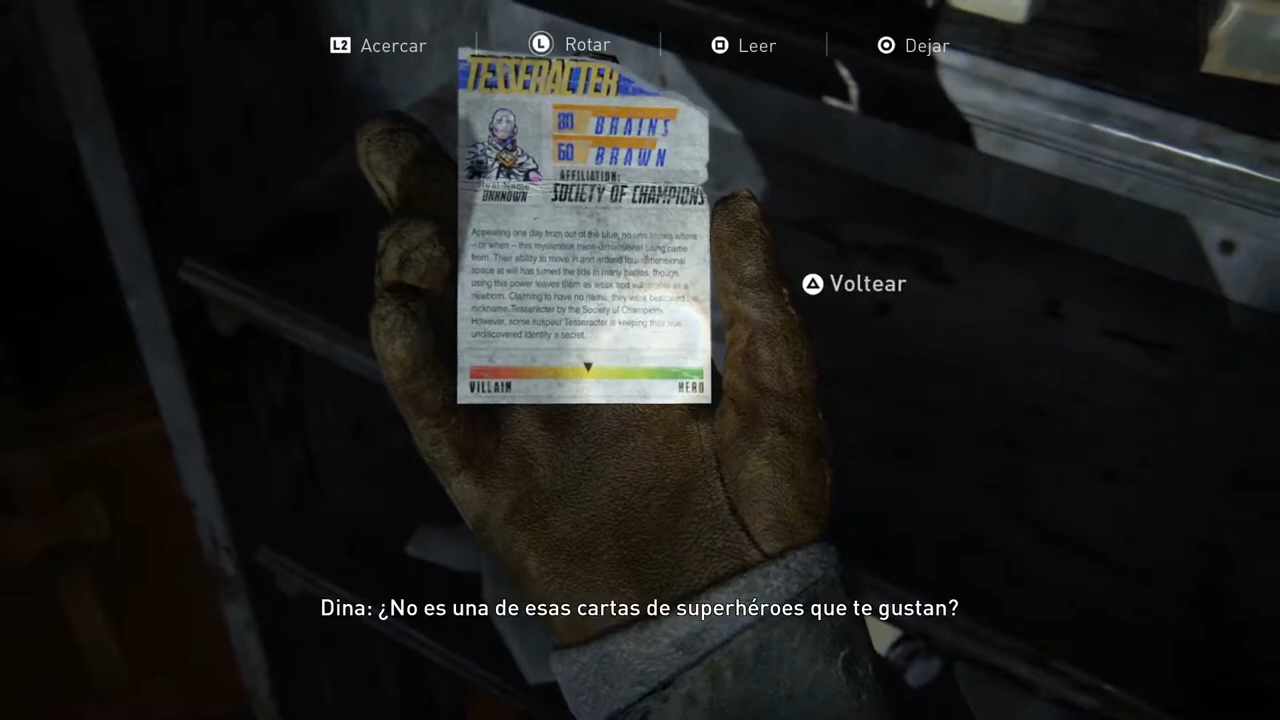 L2 Acercar
L Rotar
Leer
Dejar
TESSERACTER
80 BRAINS
60 BRAWN
AFFILIATION:
SOCIETY OF CHAMPIONS
Real Name
UNKNOWN
Appearing one day from out of the blue, no one knows where
– or when – this mysterious trans-dimensional being came
from. Their ability to move in and around four-dimensional
space at will has turned the tide in many battles, though
using this power leaves them as weak and vulnerable as a
newborn. Claiming to have no name, they were bestowed the
nickname Tesseracter by the Society of Champions.
However, some suspect Tesseracter is keeping their true,
undiscovered identity a secret.
VILLAIN
HERO
Voltear
Dina: ¿No es una de esas cartas de superhéroes que te gustan?